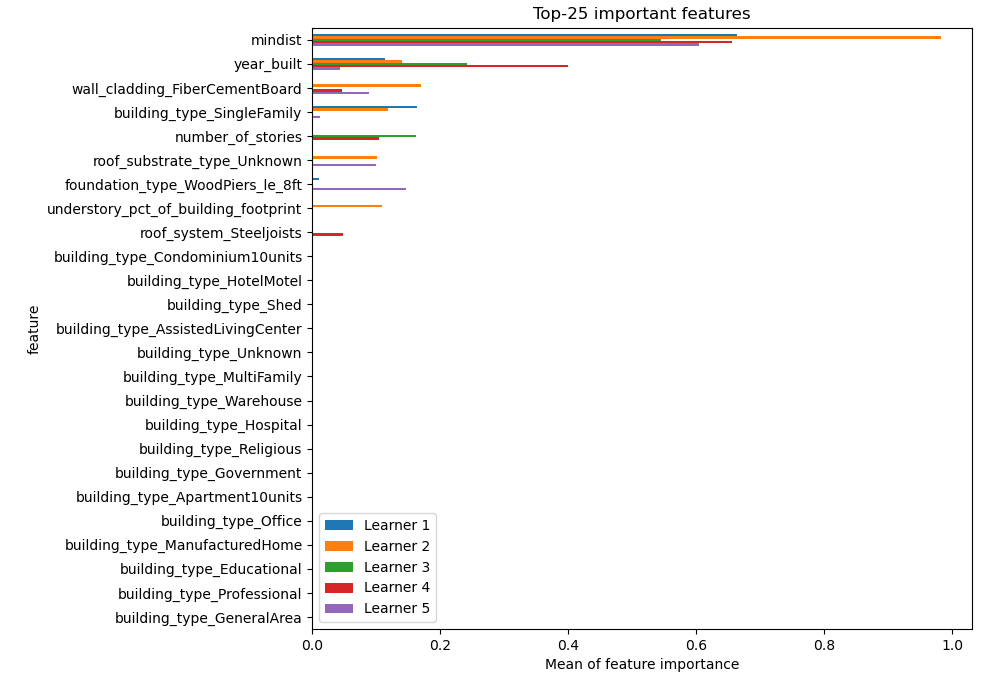 Top-25 important features
mindist
year_built
wall_cladding_FiberCementBoard
building_type_SingleFamily
number_of_stories
roof_substrate_type_Unknown
foundation_type_WoodPiers_le_8ft
understory_pct_of_building_footprint
roof_system_Steeljoists
building_type_Condominium10units
building_type_HotelMotel
building_type_Shed
building_type_AssistedLivingCenter
building_type_Unknown
building_type_MultiFamily
building_type_Warehouse
building_type_Hospital
building_type_Religious
building_type_Government
building_type_Apartment10units
building_type_Office
building_type_ManufacturedHome
building_type_Educational
building_type_Professional
building_type_GeneralArea
feature
Learner 1
Learner 2
Learner 3
Learner 4
Learner 5
0.0 0.2 0.4 0.6 0.8 1.0
Mean of feature importance